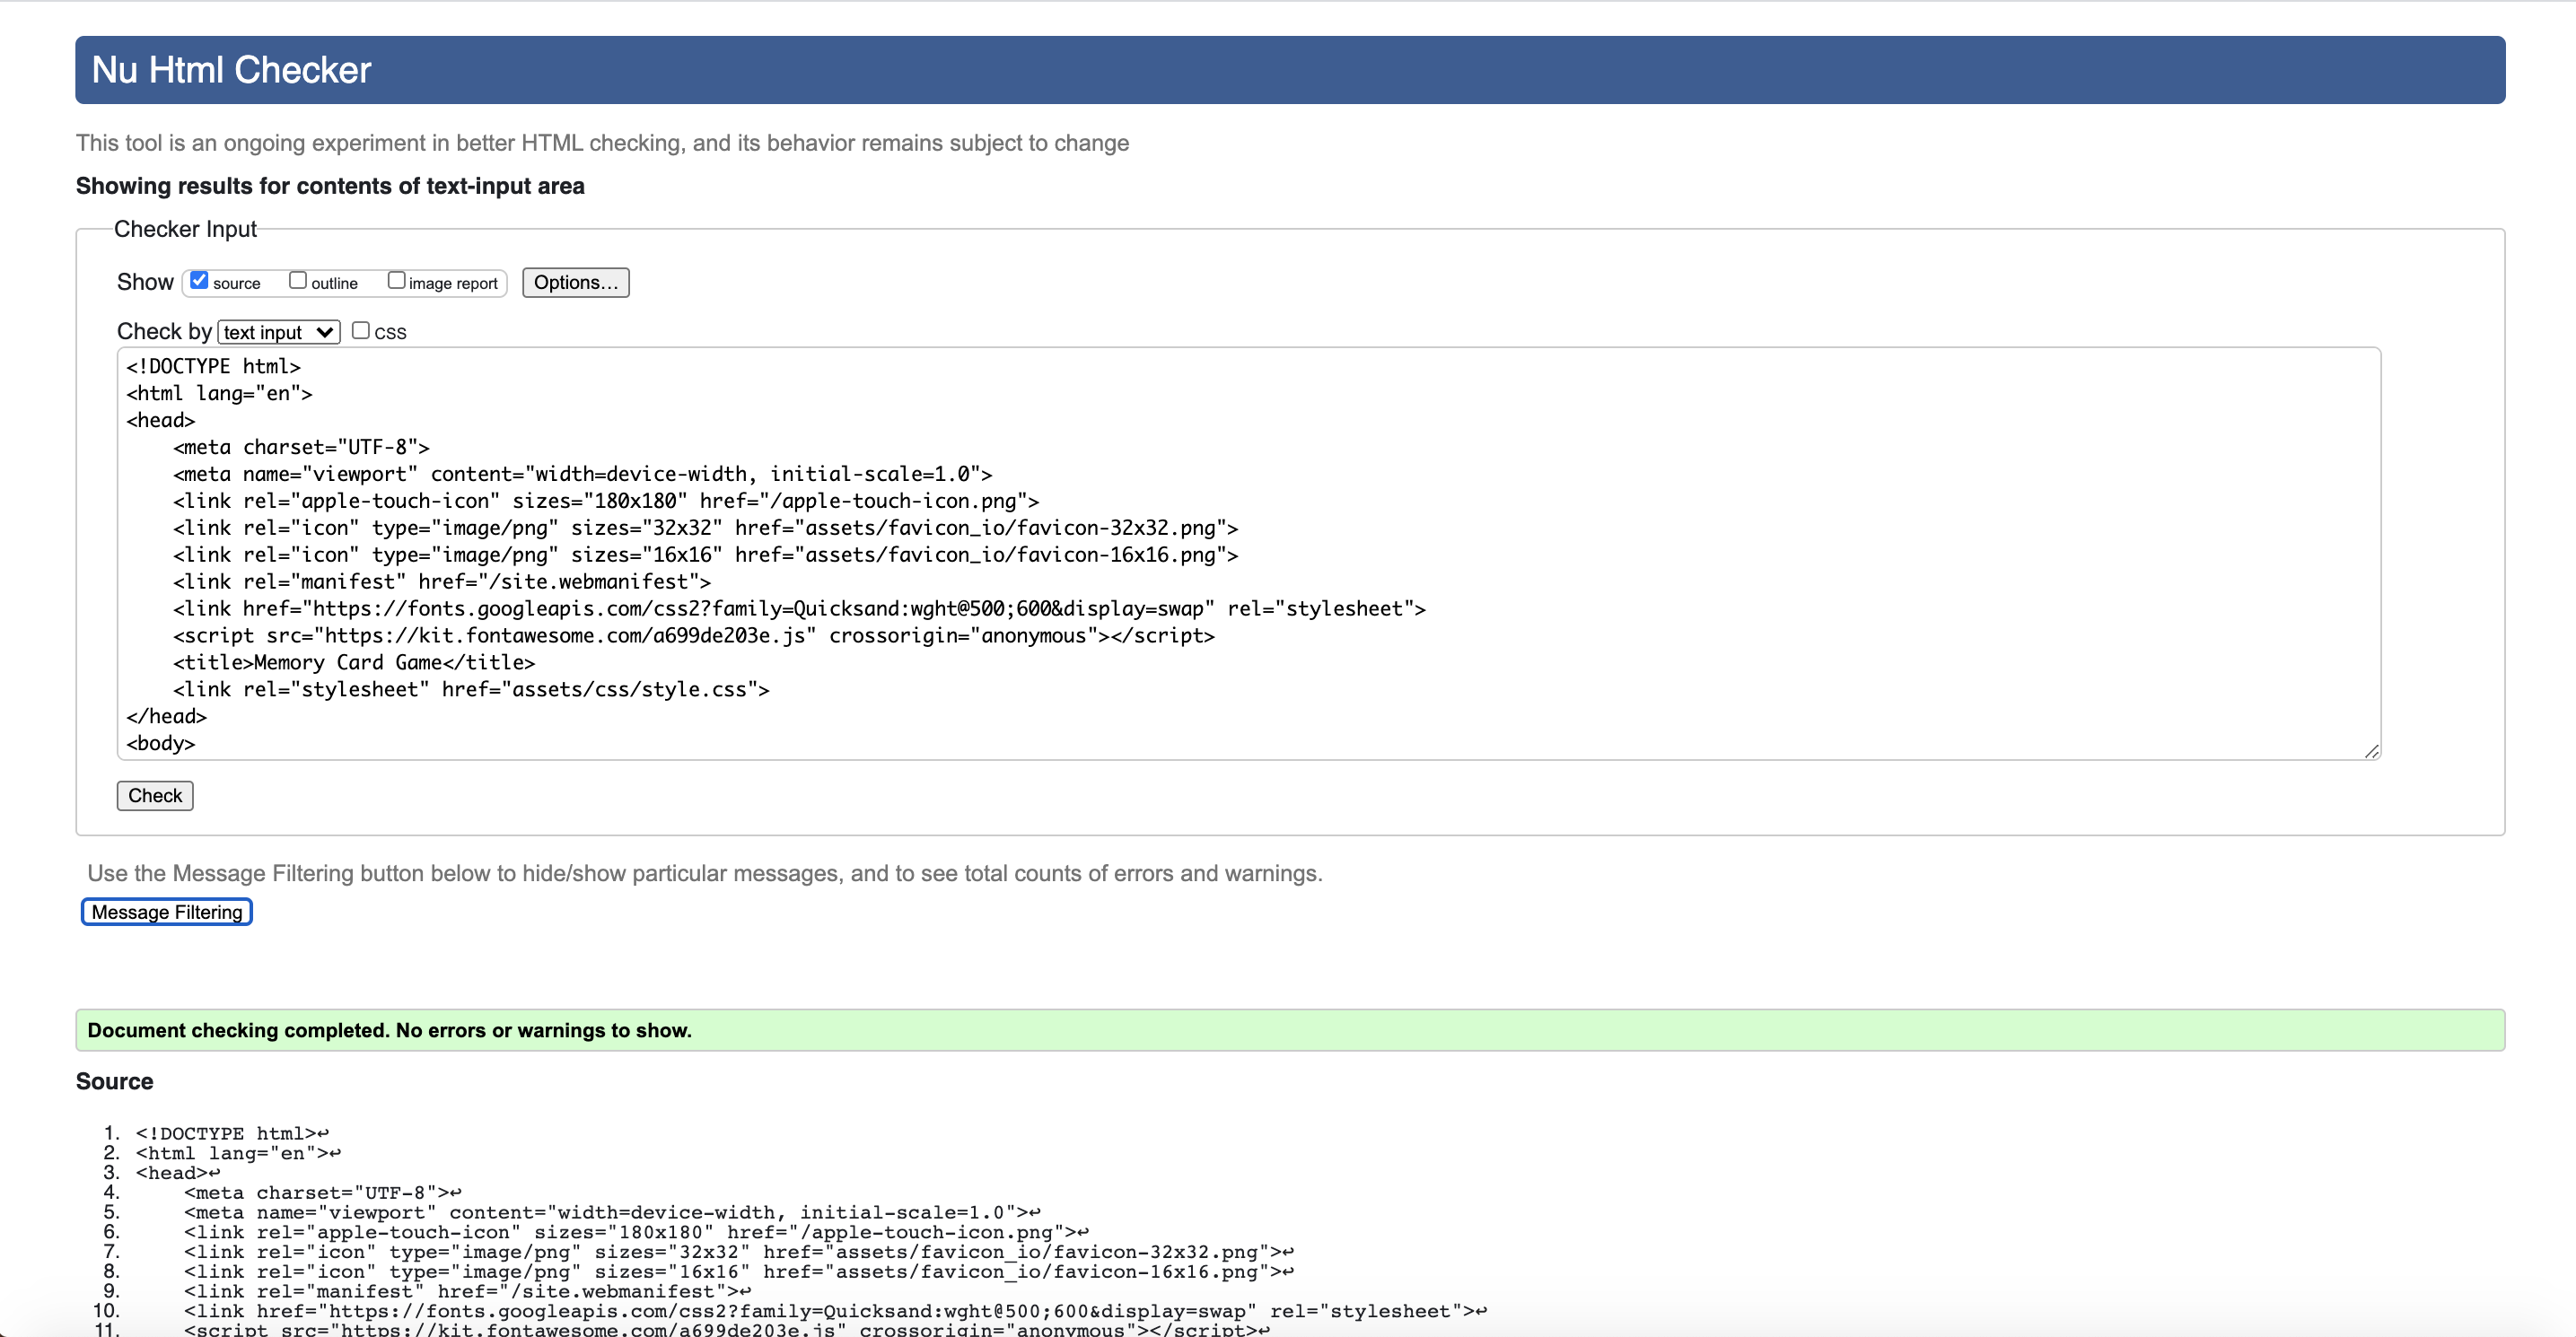 Nu Html Checker
This tool is an ongoing experiment in better HTML checking, and its behavior remains subject to change
Showing results for contents of text-input area
Checker Input
Show source outline image report Options...
Check by text input css
<!DOCTYPE html>
<html lang="en">
<head>
    <meta charset="UTF-8">
    <meta name="viewport" content="width=device-width, initial-scale=1.0">
    <link rel="apple-touch-icon" sizes="180x180" href="/apple-touch-icon.png">
    <link rel="icon" type="image/png" sizes="32x32" href="assets/favicon_io/favicon-32x32.png">
    <link rel="icon" type="image/png" sizes="16x16" href="assets/favicon_io/favicon-16x16.png">
    <link rel="manifest" href="/site.webmanifest">
    <link href="https://fonts.googleapis.com/css2?family=Quicksand:wght@500;600&display=swap" rel="stylesheet">
    <script src="https://kit.fontawesome.com/a699de203e.js" crossorigin="anonymous"></script>
    <title>Memory Card Game</title>
    <link rel="stylesheet" href="assets/css/style.css">
</head>
<body>
Check
Use the Message Filtering button below to hide/show particular messages, and to see total counts of errors and warnings.
Message Filtering
Document checking completed. No errors or warnings to show.
Source
1. <!DOCTYPE html>↩
2. <html lang="en">↩
3. <head>↩
4.     <meta charset="UTF-8">↩
5.     <meta name="viewport" content="width=device-width, initial-scale=1.0">↩
6.     <link rel="apple-touch-icon" sizes="180x180" href="/apple-touch-icon.png">↩
7.     <link rel="icon" type="image/png" sizes="32x32" href="assets/favicon_io/favicon-32x32.png">↩
8.     <link rel="icon" type="image/png" sizes="16x16" href="assets/favicon_io/favicon-16x16.png">↩
9.     <link rel="manifest" href="/site.webmanifest">↩
10.     <link href="https://fonts.googleapis.com/css2?family=Quicksand:wght@500;600&display=swap" rel="stylesheet">↩
11.     <script src="https://kit.fontawesome.com/a699de203e.js" crossorigin="anonymous"></script>↩